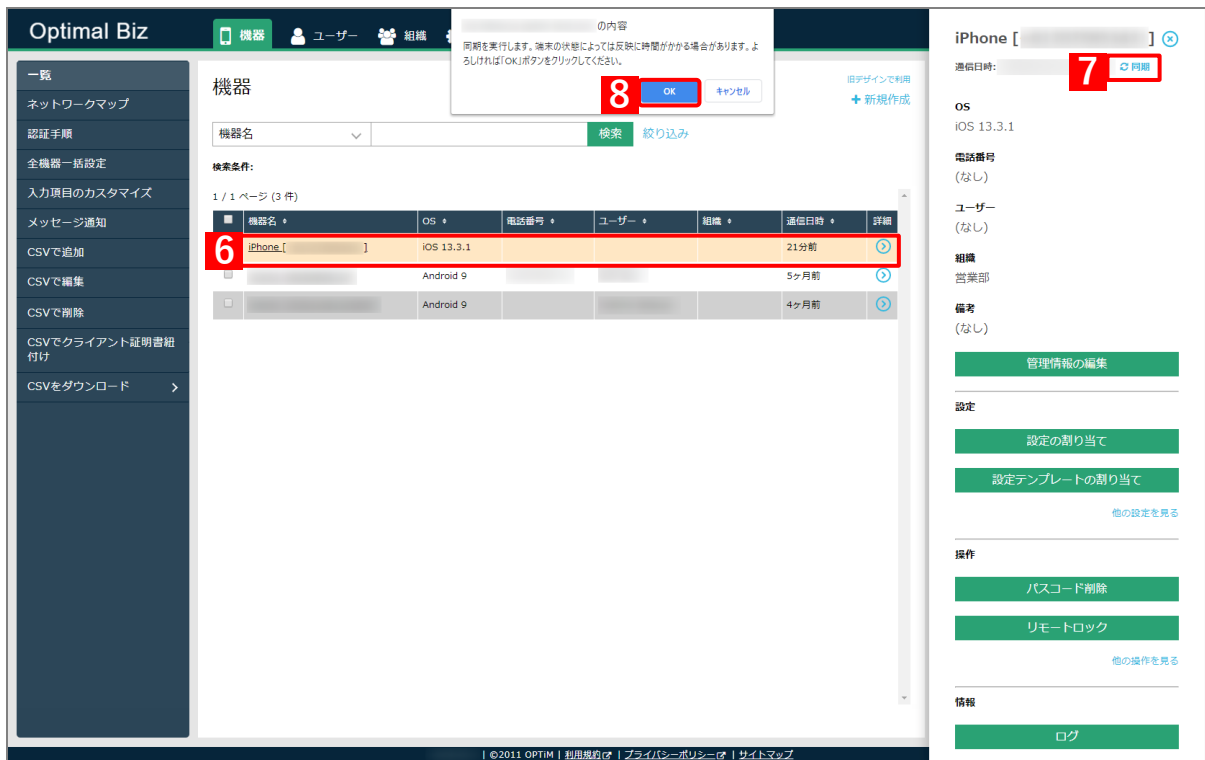 Optimal Biz
機器
ユーザー
組織
の内容
同期を実行します。端末の状態によっては反映に時間がかかる場合があります。よ
ろしければ「OK」ボタンをクリックしてください。
8
OK
キャンセル
一覧
ネットワークマップ
認証手順
全機器一括設定
入力項目のカスタマイズ
メッセージ通知
CSVで追加
CSVで編集
CSVで削除
CSVでクライアント証明書紐
付け
CSVをダウンロード
機器
旧デザインで利用
新規作成
機器名
検索
絞り込み
検索条件:
1 / 1 ページ (3 件)
機器名 OS 電話番号 ユーザー 組織 通信日時 詳細
6
iPhone [ ] iOS 13.3.1 21分前
Android 9 5ヶ月前
Android 9 4ヶ月前
iPhone [ ]
通信日時:
7
同期
OS
iOS 13.3.1
電話番号
(なし)
ユーザー
(なし)
組織
営業部
備考
(なし)
管理情報の編集
設定
設定の割り当て
設定テンプレートの割り当て
他の設定を見る
操作
パスコード削除
リモートロック
他の操作を見る
情報
ログ
| ©2011 OPTiM | 利用規約 | プライバシーポリシー | サイトマップ